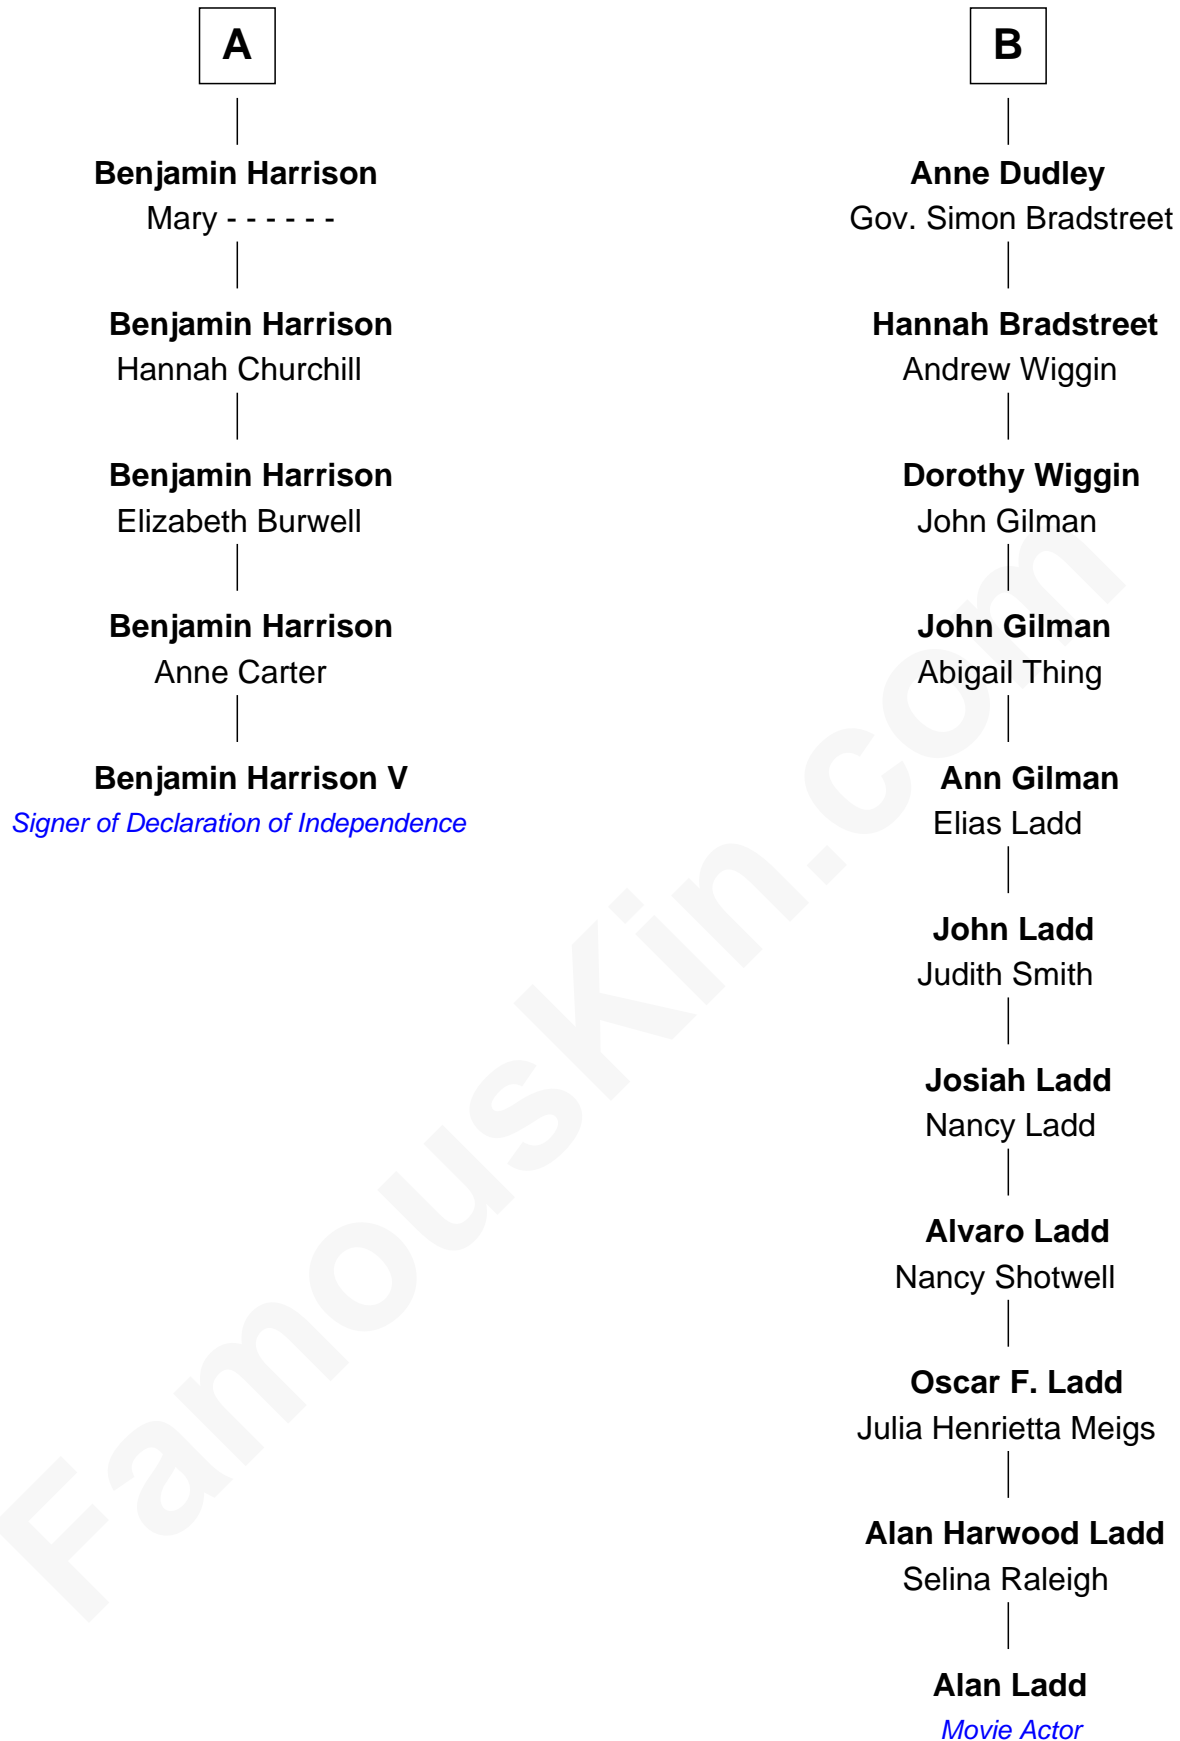 A
Benjamin Harrison
Mary - - - - - -
Benjamin Harrison
Hannah Churchill
Benjamin Harrison
Elizabeth Burwell
Benjamin Harrison
Anne Carter
Benjamin Harrison V
Signer of Declaration of Independence
B
Anne Dudley
Gov. Simon Bradstreet
Hannah Bradstreet
Andrew Wiggin
Dorothy Wiggin
John Gilman
John Gilman
Abigail Thing
Ann Gilman
Elias Ladd
John Ladd
Judith Smith
Josiah Ladd
Nancy Ladd
Alvaro Ladd
Nancy Shotwell
Oscar F. Ladd
Julia Henrietta Meigs
Alan Harwood Ladd
Selina Raleigh
Alan Ladd
Movie Actor
FamousKin.com